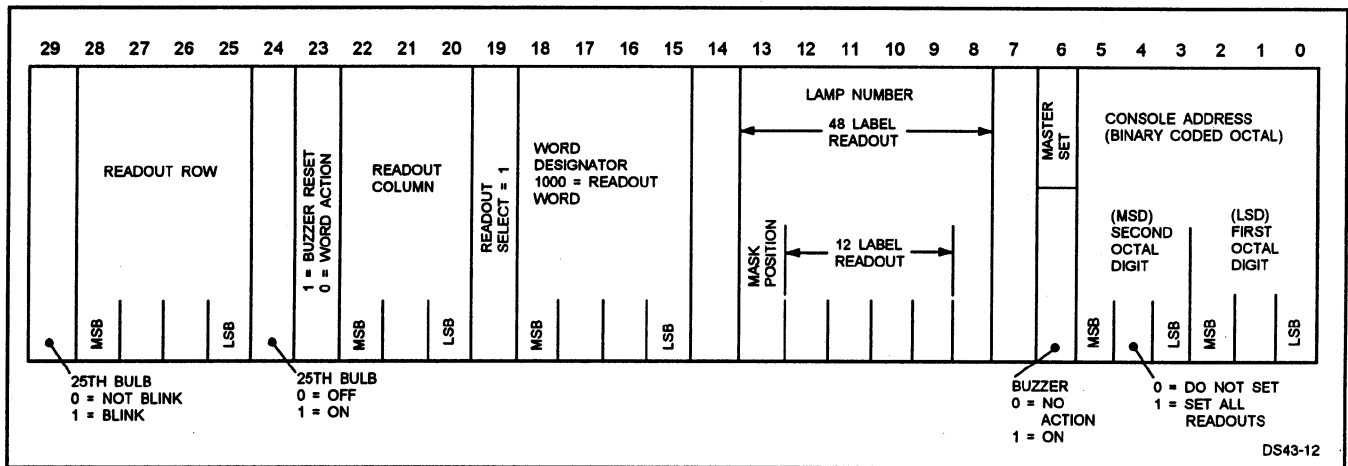 29 28 27 26 25 24 23 22 21 20 19 18 17 16 15 14 13 12 11 10 9 8 7 6 5 4 3 2 1 0
READOUT ROW
1 = BUZZER RESET
0 = WORD ACTION
READOUT
COLUMN
READOUT
SELECT = 1
WORD
DESIGNATOR
1000 = READOUT
WORD
LAMP NUMBER
48 LABEL
READOUT
MASK
POSITION
12 LABEL
READOUT
MASTER
SET
CONSOLE ADDRESS
(BINARY CODED OCTAL)
(MSD)
SECOND
OCTAL
DIGIT
(LSD)
FIRST
OCTAL
DIGIT
MSB
LSB
MSB
LSB
MSB
LSB
MSB
LSB
MSB
LSB
25TH BULB
0 = NOT BLINK
1 = BLINK
25TH BULB
0 = OFF
1 = ON
BUZZER
0 = NO
ACTION
1 = ON
0 = DO NOT SET
1 = SET ALL
READOUTS
DS43-12